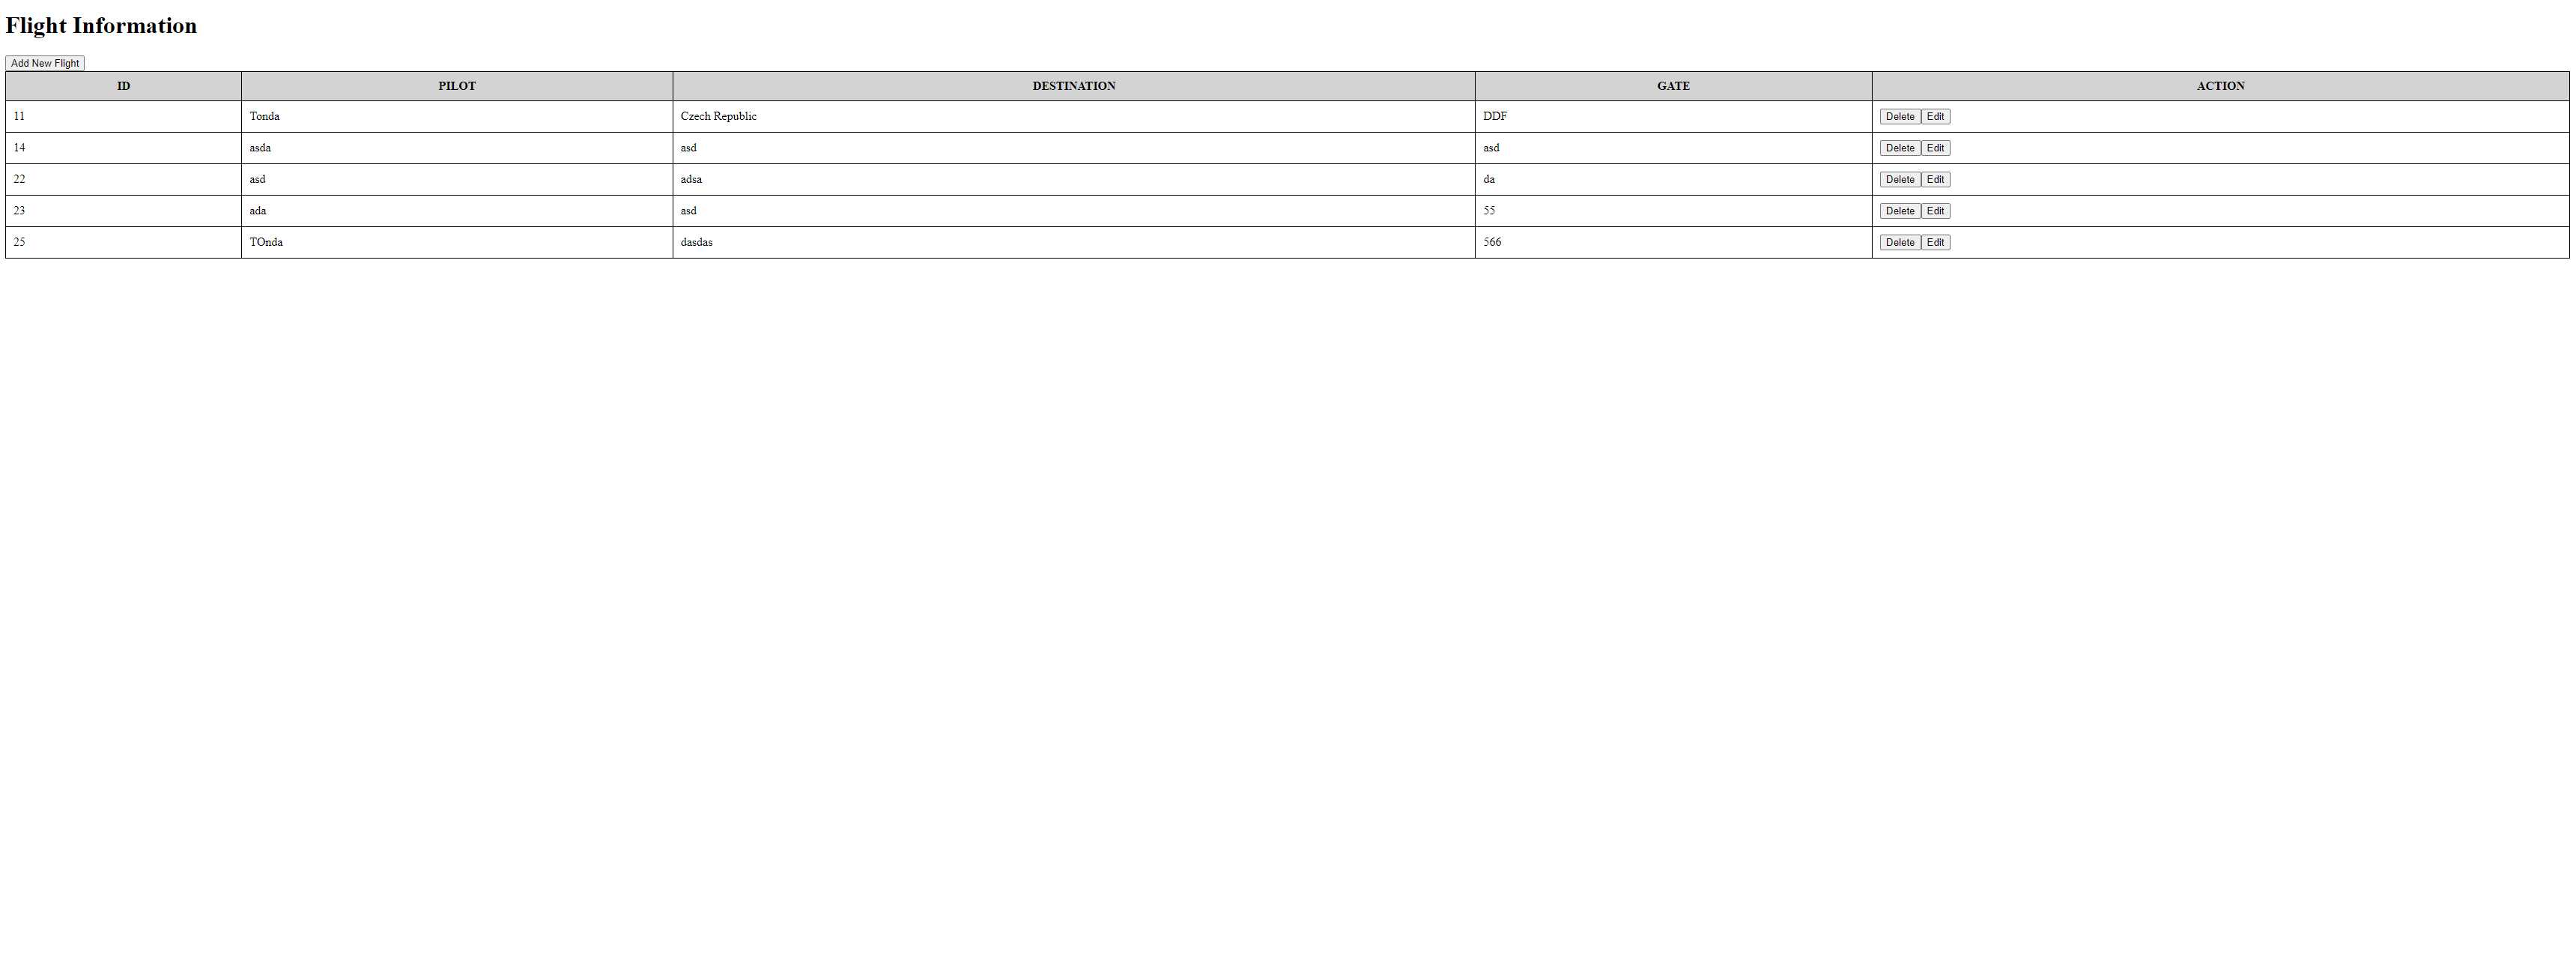 Flight Information
Add New Flight
ID PILOT DESTINATION GATE ACTION
11 Tonda Czech Republic DDF Delete Edit
14 asda asd asd Delete Edit
22 asd adsa da Delete Edit
23 ada asd 55 Delete Edit
25 TOnda dasdas 566 Delete Edit